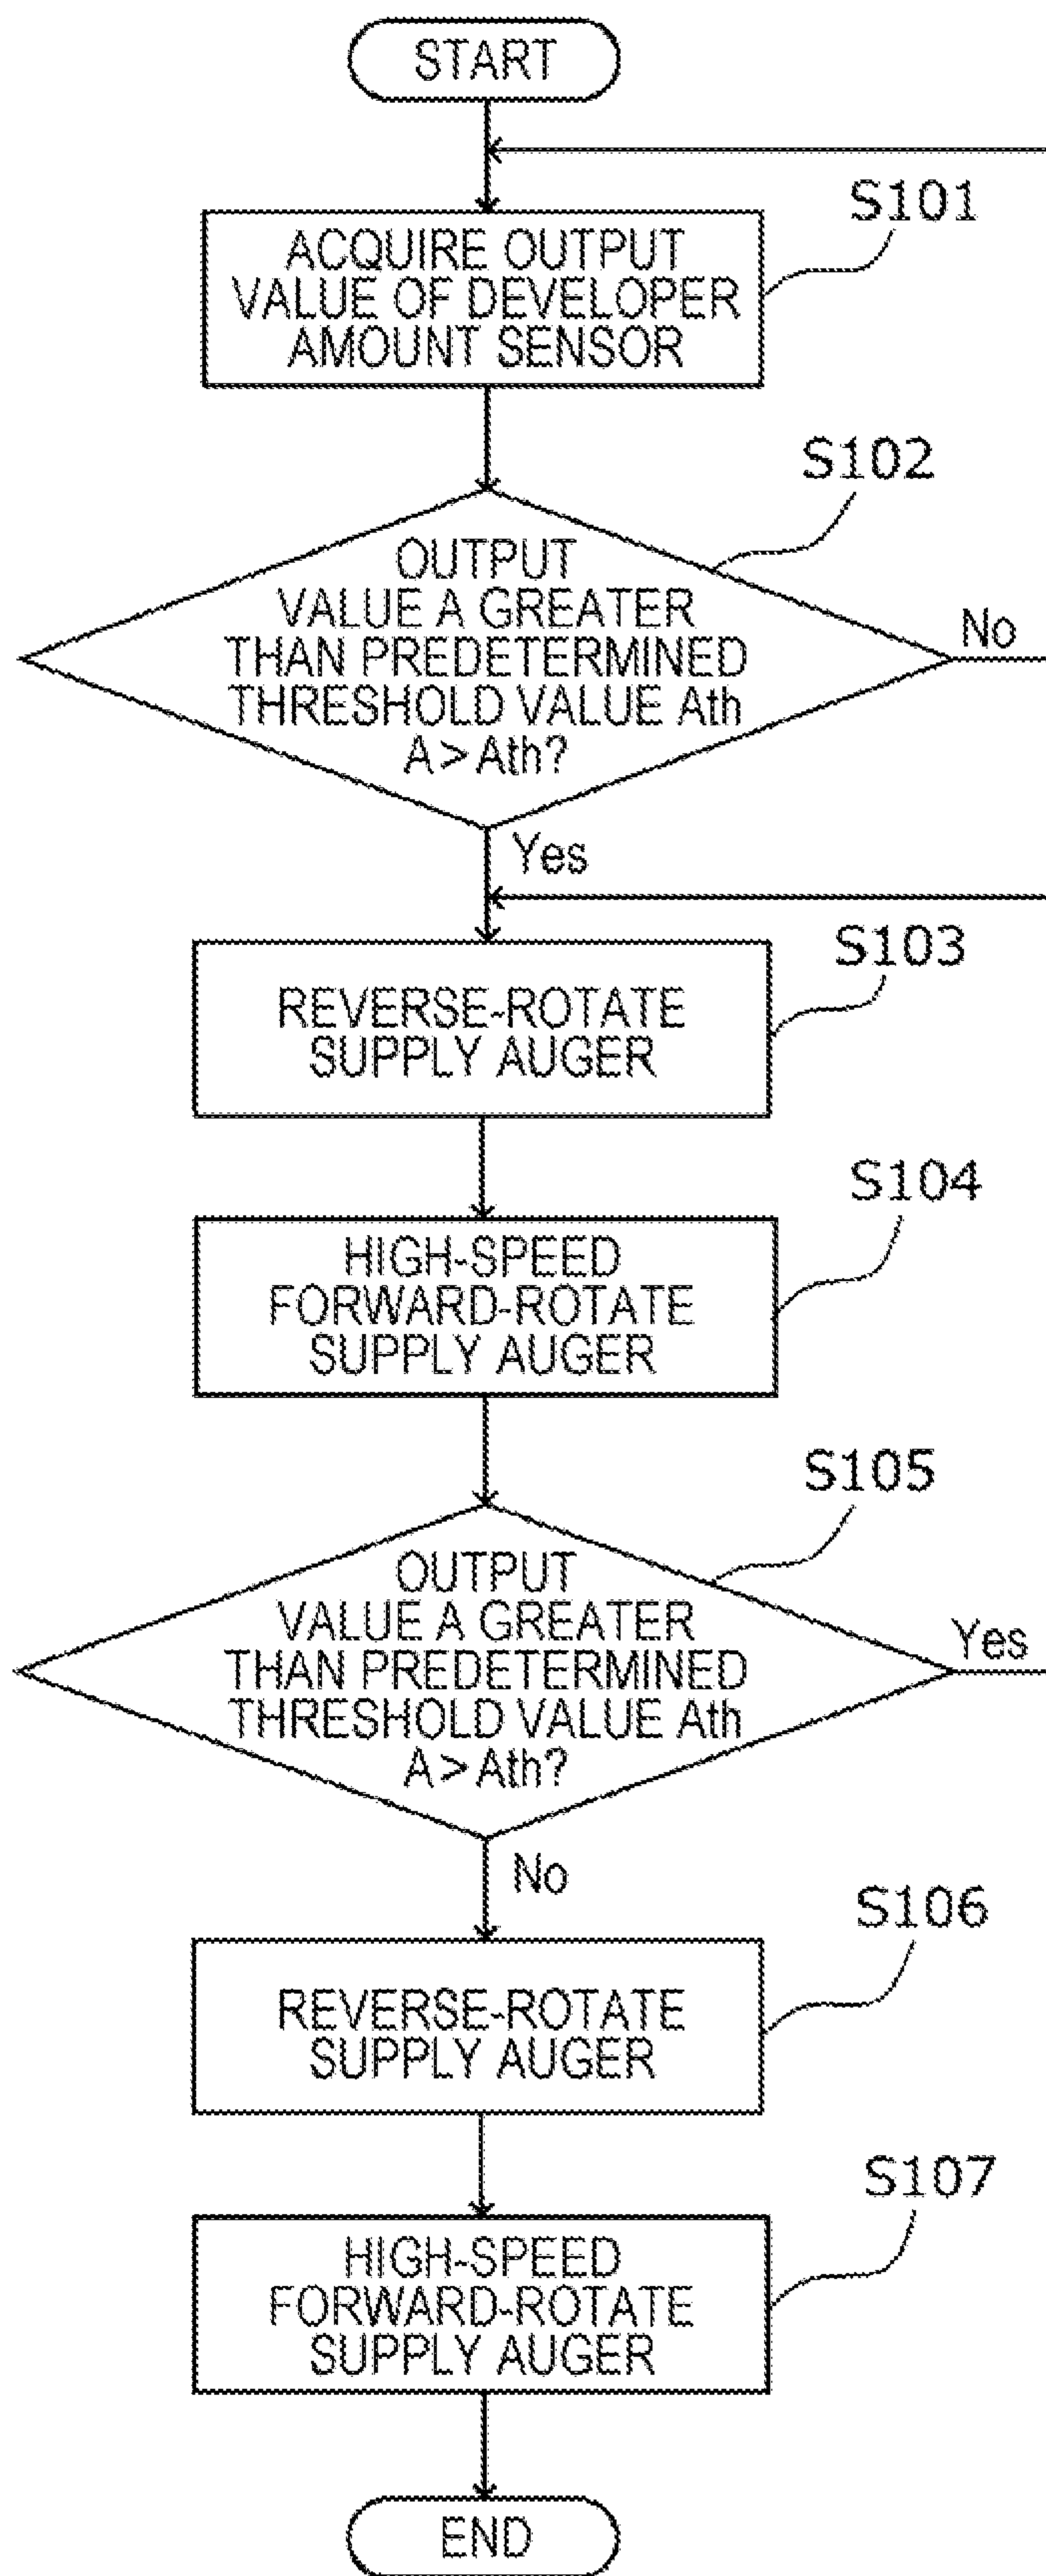 START
S101
ACQUIRE OUTPUT
VALUE OF DEVELOPER
AMOUNT SENSOR
S102
OUTPUT
VALUE A GREATER
THAN PREDETERMINED
THRESHOLD VALUE Ath
A > Ath?
No
Yes
S103
REVERSE-ROTATE
SUPPLY AUGER
S104
HIGH-SPEED
FORWARD-ROTATE
SUPPLY AUGER
S105
OUTPUT
VALUE A GREATER
THAN PREDETERMINED
THRESHOLD VALUE Ath
A > Ath?
Yes
No
S106
REVERSE-ROTATE
SUPPLY AUGER
S107
HIGH-SPEED
FORWARD-ROTATE
SUPPLY AUGER
END